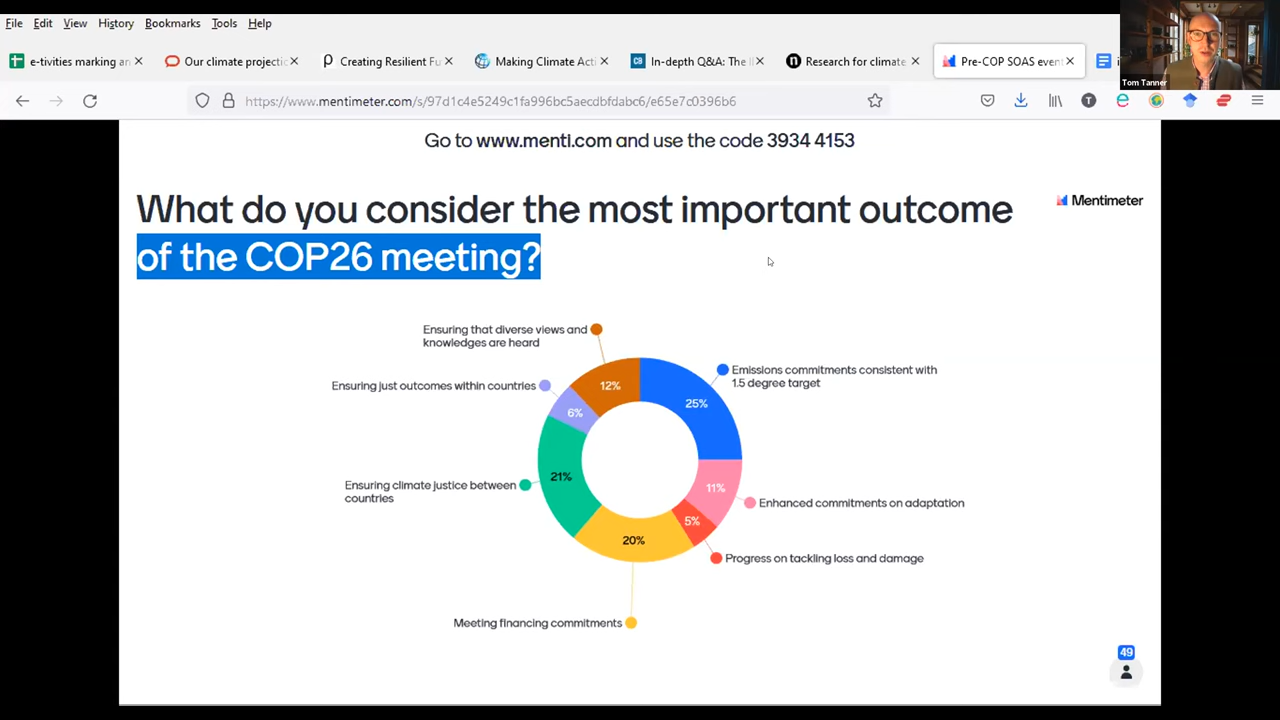 File Edit View History Bookmarks Tools Help
e-tivities marking an
Our climate projectic
Creating Resilient Fu
Making Climate Acti
CB In-depth Q&A: The I
Research for climate
Pre-COP SOAS even
Tom Tanner
https://www.mentimeter.com/s/97d1c4e5249c1fa996bc5aecdbfdabc6/e65e7c0396b6
Go to www.menti.com and use the code 3934 4153
What do you consider the most important outcome
of the COP26 meeting?
Mentimeter
Ensuring that diverse views and
knowledges are heard
12%
Emissions commitments consistent with
1.5 degree target
25%
Ensuring just outcomes within countries
6%
Ensuring climate justice between
countries
21%
11%
Enhanced commitments on adaptation
5%
Progress on tackling loss and damage
20%
Meeting financing commitments
49